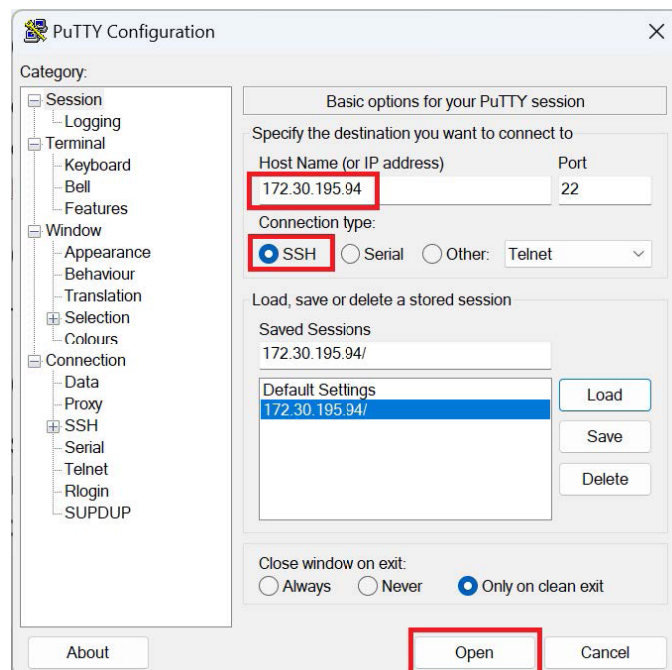 PuTTY Configuration
Category:
Session
Logging
Terminal
Keyboard
Bell
Features
Window
Appearance
Behaviour
Translation
Selection
Colours
Connection
Data
Proxy
SSH
Serial
Telnet
Rlogin
SUPDUP
Basic options for your PuTTY session
Specify the destination you want to connect to
Host Name (or IP address) Port
172.30.195.94 22
Connection type:
SSH Serial Other: Telnet
Load, save or delete a stored session
Saved Sessions
172.30.195.94/
Default Settings
172.30.195.94/
Load
Save
Delete
Close window on exit:
Always Never Only on clean exit
About Open Cancel